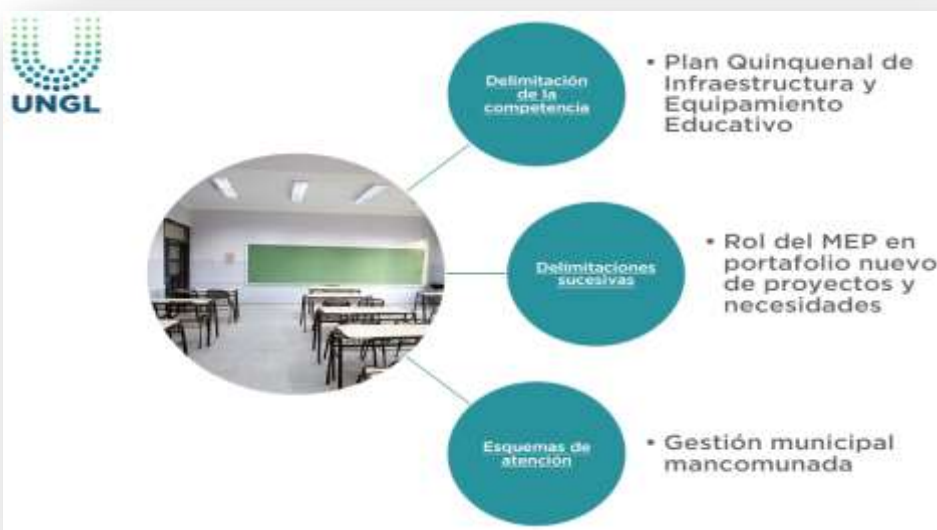 UNGL
Delimitación
de la
competencia
• Plan Quinquenal de
Infraestructura y
Equipamiento
Educativo
Delimitaciones
sucesivas
• Rol del MEP en
portafolio nuevo
de proyectos y
necesidades
Esquemas de
atención
• Gestión municipal
mancomunada